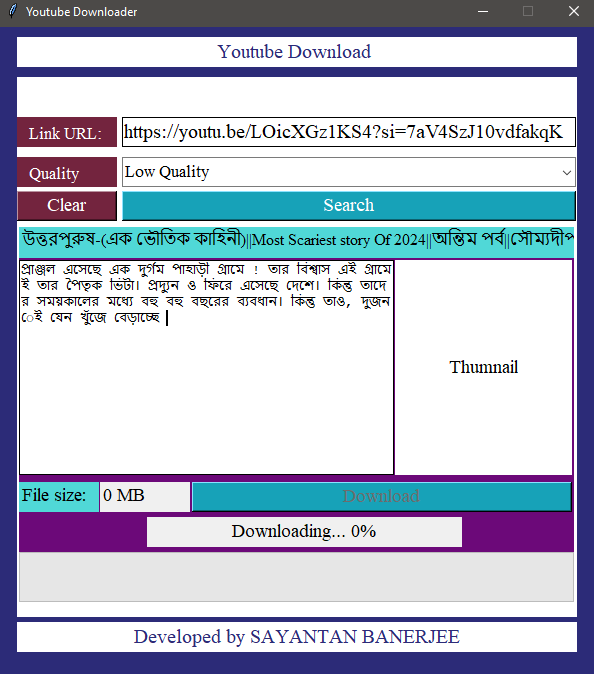 Youtube Downloader
Youtube Download
Link URL: https://youtu.be/LOicXGz1KS4?si=7aV4SzJ10vdfakqK
Quality Low Quality
Clear Search
উত্তরপুরুষ-(এক ভৌতিক কাহিনী)||Most Scariest story Of 2024||অন্তিম পর্ব||সৌম্যদীপ
প্রাঞ্জল এসেছে এক দুর্গম পাহাড়ী গ্রামে ! তার বিশ্বাস এই গ্রামে
ই তার পৈতৃক ভিটা। প্রদ্যুন ও ফিরে এসেছে দেশে। কিন্তু তাদে
র সময়কালের মধ্যে বহু বহু বছরের ব্যবধান। কিন্তু তাও, দুজন
েই যেন খুঁজে বেড়াচ্ছে
Thumnail
File size: 0 MB Download
Downloading... 0%
Developed by SAYANTAN BANERJEE